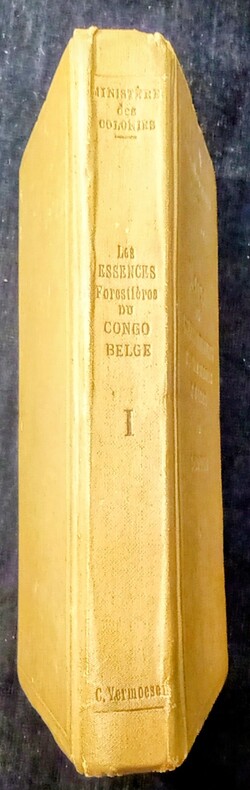 MINISTÈRE
des
COLONIES
Les
ESSENCES
Forestières
DU
CONGO
BELGE
I
C. Vermoesen